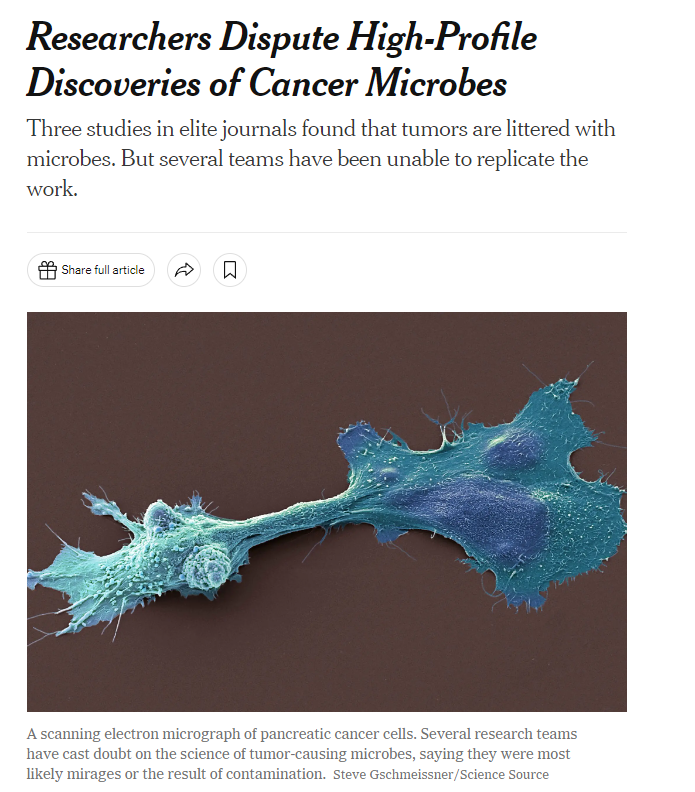 Researchers Dispute High-Profile
Discoveries of Cancer Microbes
Three studies in elite journals found that tumors are littered with
microbes. But several teams have been unable to replicate the
work.
Share full article
A scanning electron micrograph of pancreatic cancer cells. Several research teams
have cast doubt on the science of tumor-causing microbes, saying they were most
likely mirages or the result of contamination. Steve Gschmeissner/Science Source